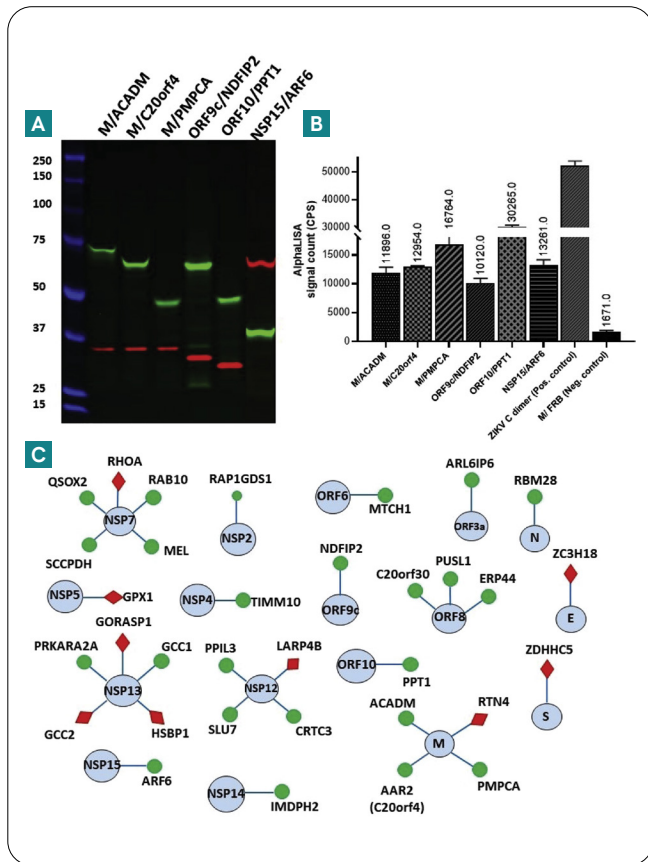 A
M/ACADM
M/C20orf4
M/PMPCA
ORF9c/NDFIP2
ORF10/PPT1
NSP15/ARF6
250
150
100
75
50
37
25
15
B
AlphaLISA
signal count (CPS)
50000
40000
30000
15000
10000
5000
0
11896.0
12954.0
16764.0
10120.0
30265.0
13261.0
1671.0
M/ACADM
M/C20orf4
M/PMPCA
ORF9c/NDFIP2
ORF10/PPT1
NSP15/ARF6
ZIKV C dimer (Pos. control)
M/ FRB (Neg. control)
C
RHOA
QSOX2
RAB10
NSP7
SCCPDH
MEL
RAP1GDS1
NSP2
ORF6
MTCH1
ARL6IP6
ORF3a
RBM28
N
NSP5
GPX1
NSP4
TIMM10
NDFIP2
ORF9c
C20orf30
PUSL1
ERP44
ORF8
ZC3H18
E
GORASP1
PRKARA2A
GCC1
NSP13
GCC2
HSBP1
PPIL3
LARP4B
NSP12
SLU7
CRTC3
ORF10
PPT1
ZDHHC5
S
ACADM
RTN4
M
AAR2
(C20orf4)
PMPCA
NSP15
ARF6
NSP14
IMDPH2